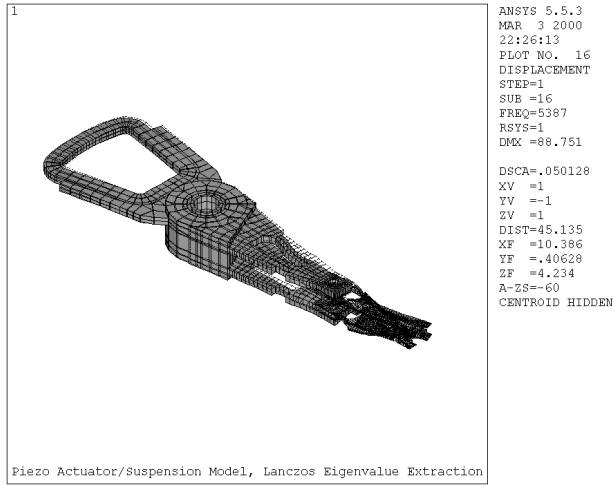 1
ANSYS 5.5.3
MAR  3 2000
22:26:13
PLOT NO.  16
DISPLACEMENT
STEP=1
SUB =16
FREQ=5387
RSYS=1
DMX =88.751
DSCA=.050128
XV  =1
YV  =-1
ZV  =1
DIST=45.135
XF  =10.386
YF  =.40628
ZF  =4.234
A-ZS=-60
CENTROID HIDDEN
Piezo Actuator/Suspension Model, Lanczos Eigenvalue Extraction